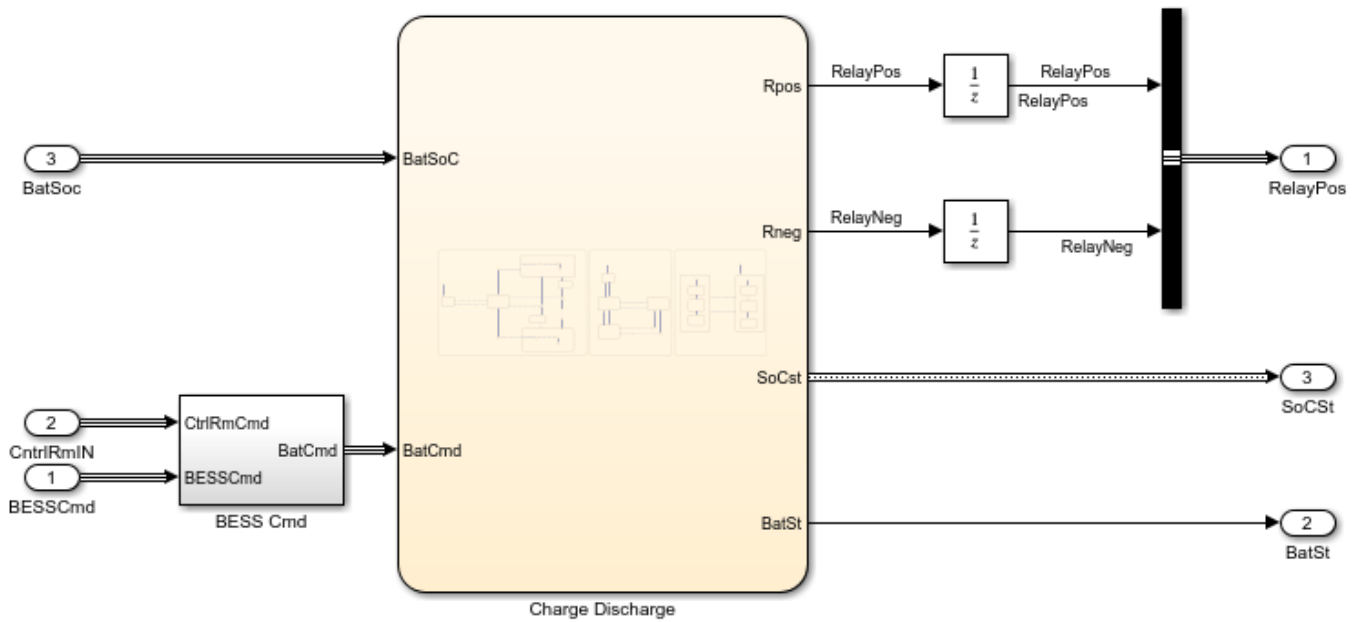 3
BatSoc
2
CntrlRmIN
1
BESSCmd
CtrlRmCmd
BESSCmd
BatCmd
BESS Cmd
BatSoC
BatCmd
Rpos
Rneg
SoCst
BatSt
Charge Discharge
RelayPos
1
z
RelayPos
RelayPos
RelayNeg
1
z
RelayNeg
1
RelayPos
3
SoCSt
2
BatSt